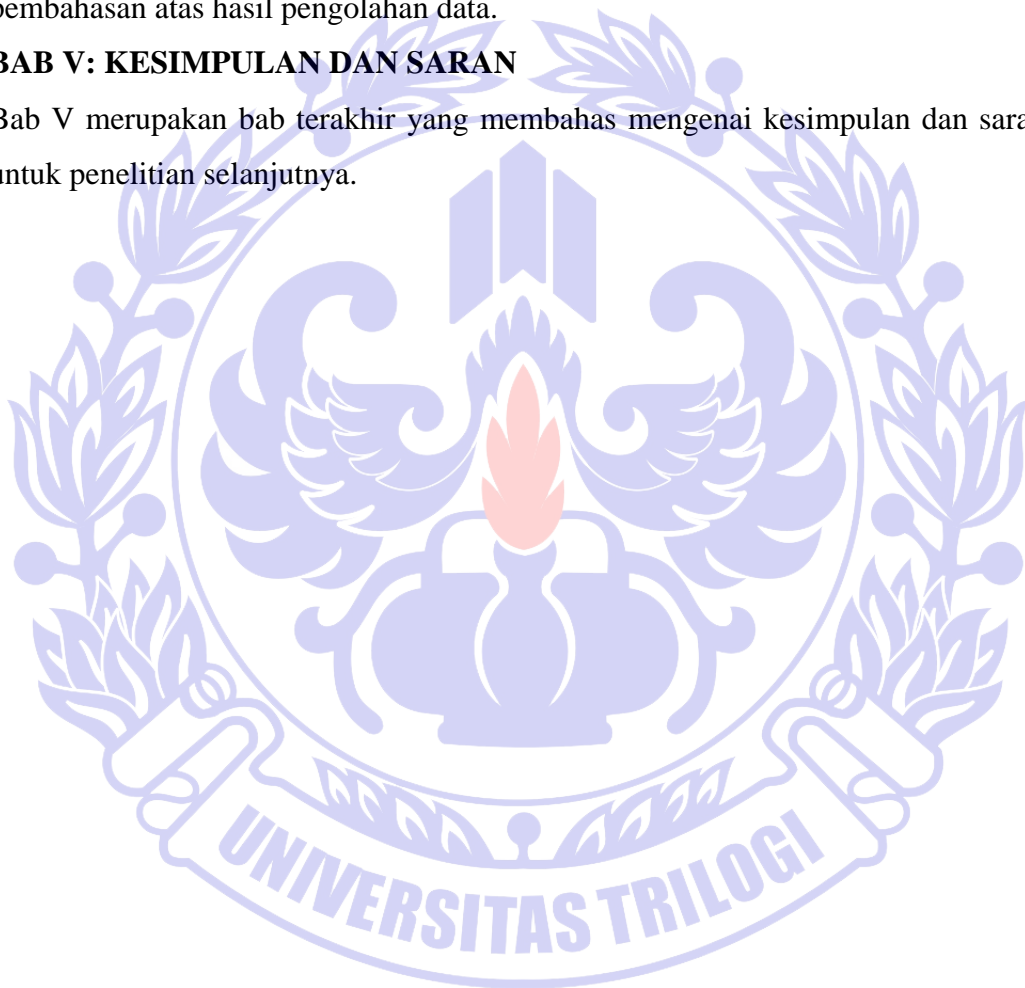 pembahasan atas hasil pengolahan data.
BAB V: KESIMPULAN DAN SARAN
Bab V merupakan bab terakhir yang membahas mengenai kesimpulan dan sara
untuk penelitian selanjutnya.
UNIVERSITAS TRILOGI